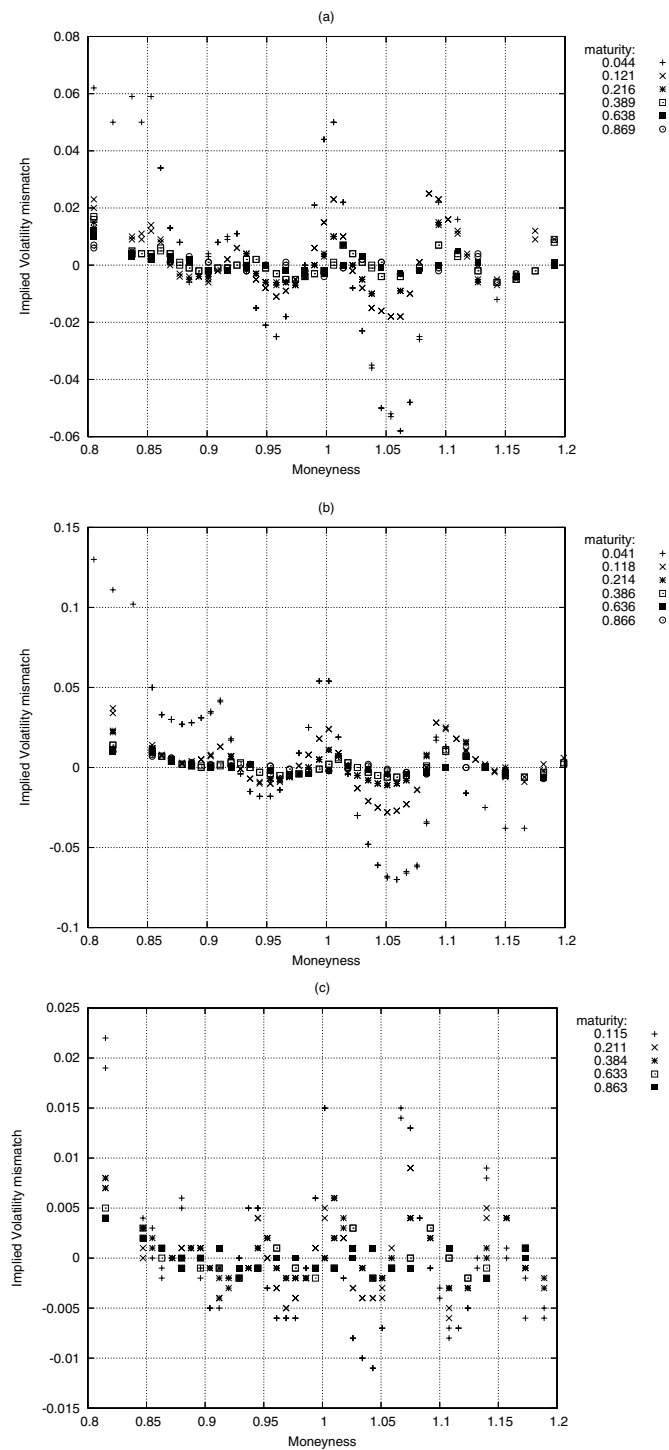 (a)
0.08
0.06
0.04
0.02
0
-0.02
-0.04
-0.06
0.8 0.85 0.9 0.95 1 1.05 1.1 1.15 1.2
Implied Volatility mismatch
Moneyness
maturity:
0.044
0.121
0.216
0.389
0.638
0.869
(b)
0.15
0.1
0.05
0
-0.05
-0.1
0.8 0.85 0.9 0.95 1 1.05 1.1 1.15 1.2
Implied Volatility mismatch
Moneyness
maturity:
0.041
0.118
0.214
0.386
0.636
0.866
(c)
0.025
0.02
0.015
0.01
0.005
0
-0.005
-0.01
-0.015
0.8 0.85 0.9 0.95 1 1.05 1.1 1.15 1.2
Implied Volatility mismatch
Moneyness
maturity:
0.115
0.211
0.384
0.633
0.863